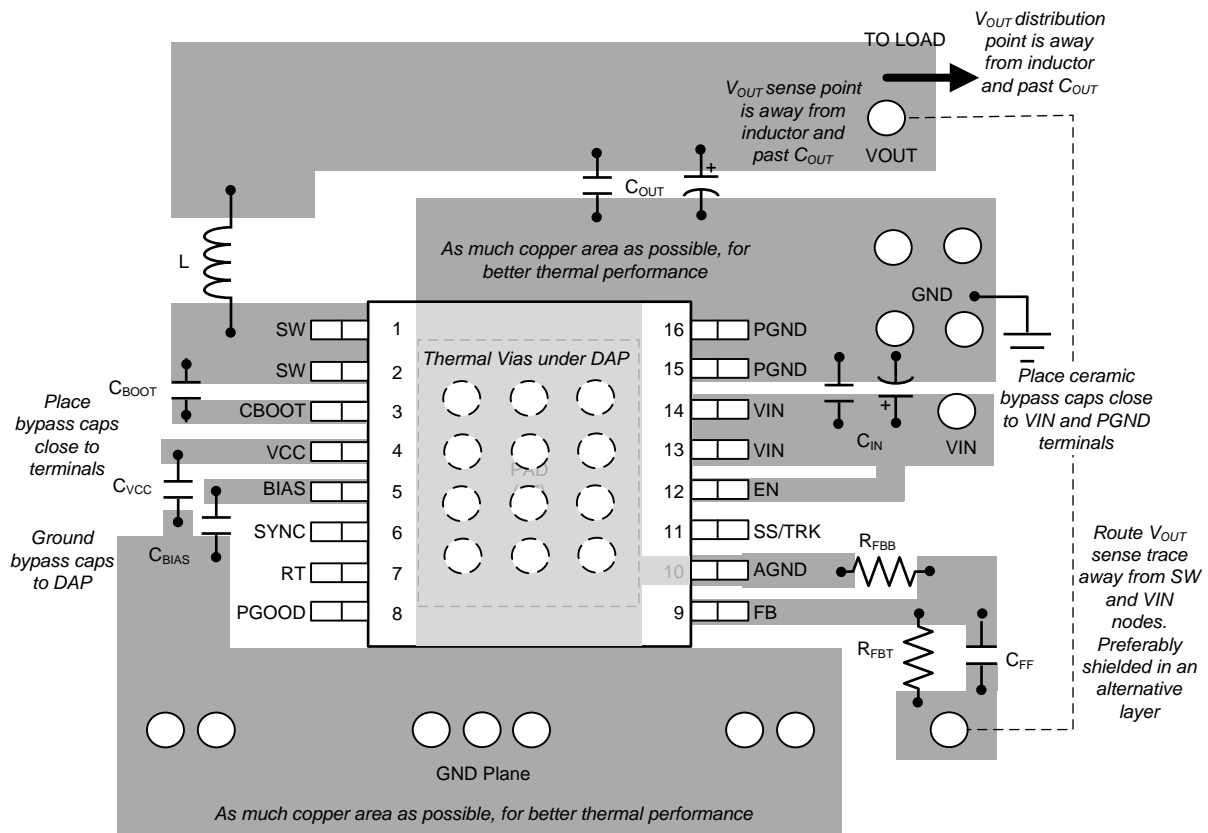 TO LOAD
VOUT distribution
point is away
from inductor
and past COUT
VOUT sense point
is away from
inductor and
past COUT
VOUT
COUT
+
L
As much copper area as possible, for
better thermal performance
GND
SW
1
16
PGND
SW
2
Thermal Vias under DAP
15
PGND
CBOOT
Place
bypass caps
close to
terminals
CBOOT
3
14
VIN
CIN
+
VIN
Place ceramic
bypass caps close
to VIN and PGND
terminals
VCC
4
13
VIN
CVCC
BIAS
5
PAD
12
EN
Ground
bypass caps
to DAP
CBIAS
SYNC
6
11
SS/TRK
RT
7
10
AGND
RFBB
PGOOD
8
9
FB
RFBT
CFF
Route VOUT
sense trace
away from SW
and VIN
nodes.
Preferably
shielded in an
alternative
layer
GND Plane
As much copper area as possible, for better thermal performance